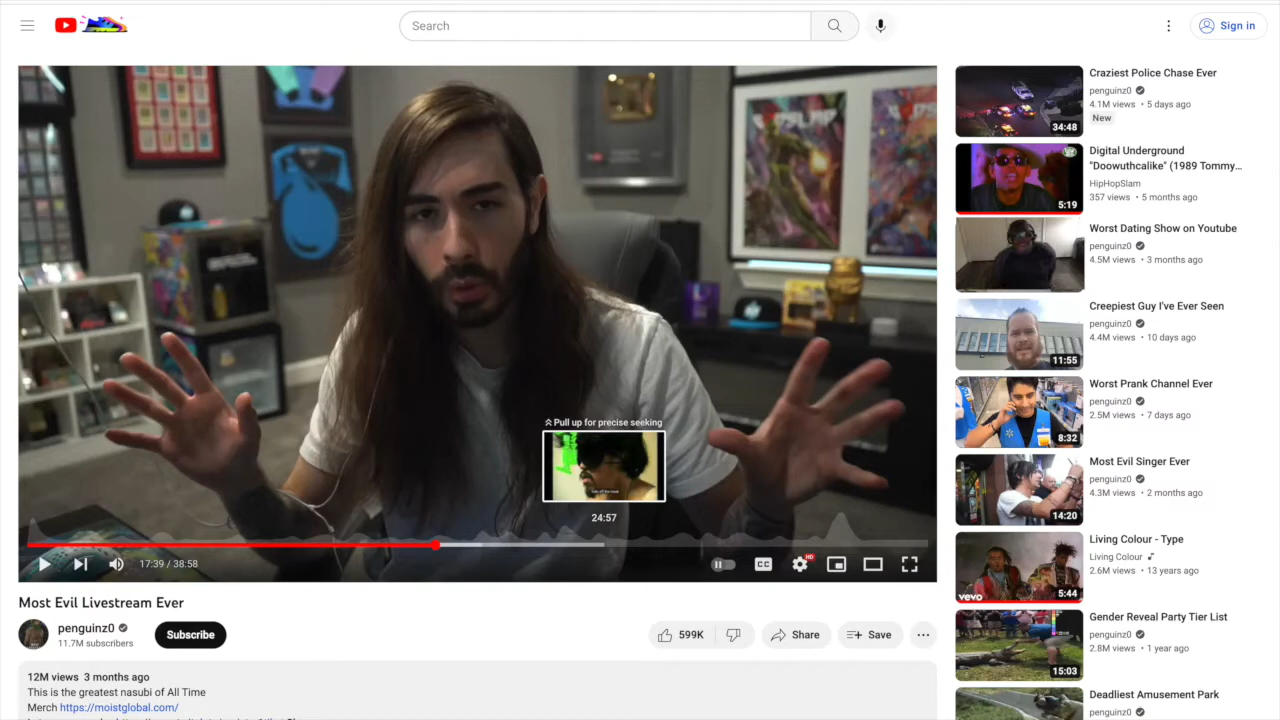 Search
Sign in
Pull up for precise seeking
24:57
17:39 / 38:58
CC
HD
Most Evil Livestream Ever
penguinz0
11.7M subscribers
Subscribe
599K
Share
Save
12M views 3 months ago
This is the greatest nasubi of All Time
Merch https://moistglobal.com/
34:48
Craziest Police Chase Ever
penguinz0
4.1M views • 5 days ago
New
5:19
Digital Underground
"Doowuthcalike" (1989 Tommy...
HipHopSlam
357 views • 5 months ago
Worst Dating Show on Youtube
penguinz0
4.5M views • 3 months ago
11:55
Creepiest Guy I've Ever Seen
penguinz0
4.4M views • 10 days ago
8:32
Worst Prank Channel Ever
penguinz0
2.5M views • 7 days ago
14:20
Most Evil Singer Ever
penguinz0
4.3M views • 2 months ago
vevo
5:44
Living Colour - Type
Living Colour
2.6M views • 13 years ago
15:03
Gender Reveal Party Tier List
penguinz0
2.8M views • 1 year ago
Deadliest Amusement Park
penguinz0